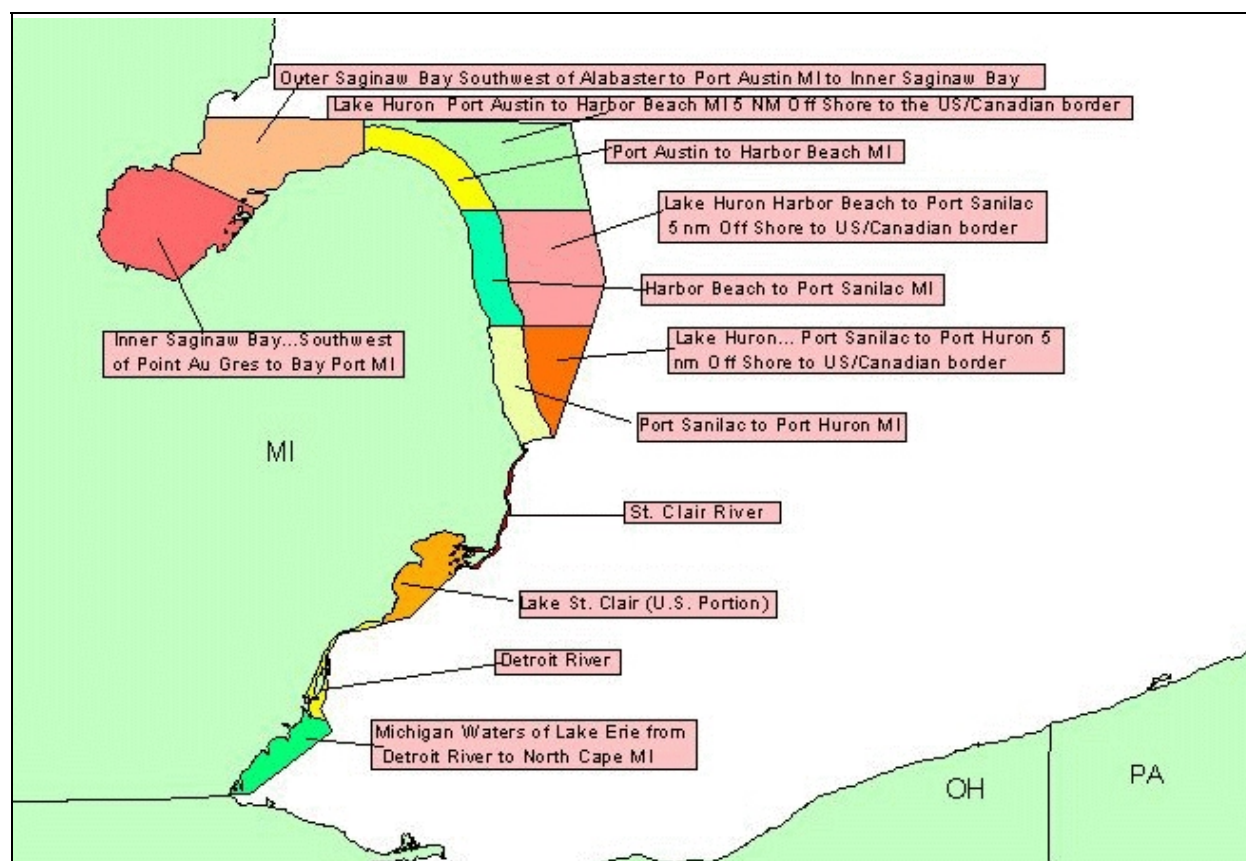 Outer Saginaw Bay Southwest of Alabaster to Port Austin MI to Inner Saginaw Bay
Lake Huron Port Austin to Harbor Beach MI 5 NM Off Shore to the US/Canadian border
Port Austin to Harbor Beach MI
Lake Huron Harbor Beach to Port Sanilac
5 nm Off Shore to US/Canadian border
Harbor Beach to Port Sanilac MI
Inner Saginaw Bay...Southwest
of Point Au Gres to Bay Port MI
Lake Huron... Port Sanilac to Port Huron 5
nm Off Shore to US/Canadian border
Port Sanilac to Port Huron MI
MI
St. Clair River
Lake St. Clair (U.S. Portion)
Detroit River
Michigan Waters of Lake Erie from
Detroit River to North Cape MI
OH
PA